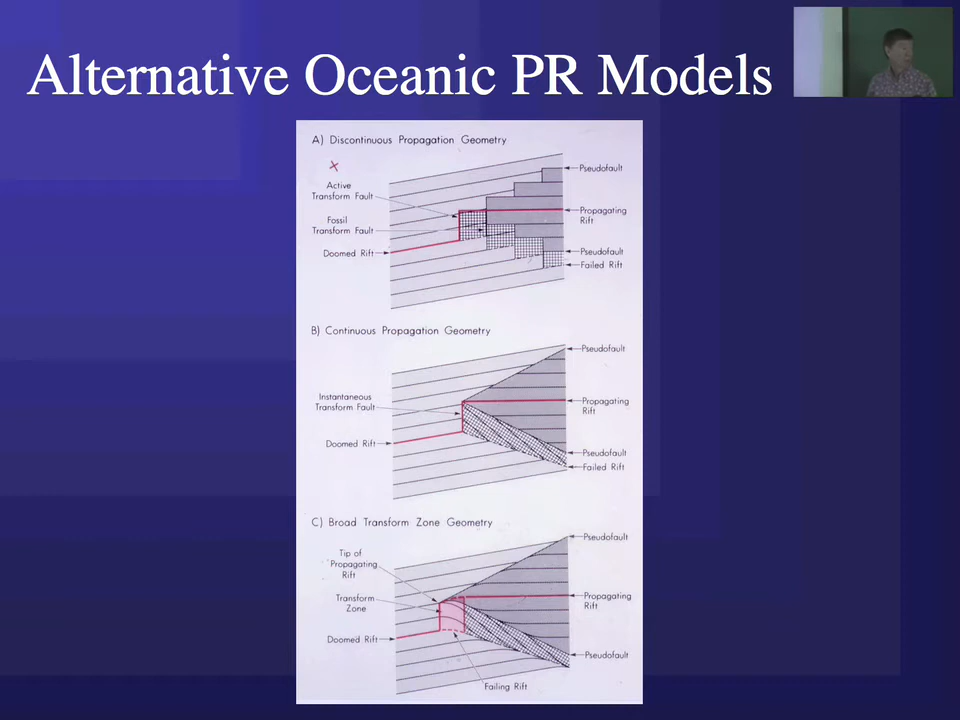 Alternative Oceanic PR Models
A) Discontinuous Propagation Geometry
x
Pseudofault
Active
Transform Fault
Propagating
Rift
Fossil
Transform Fault
Doomed Rift
Pseudofault
Failed Rift
B) Continuous Propagation Geometry
Pseudofault
Instantaneous
Transform Fault
Propagating
Rift
Doomed Rift
Pseudofault
Failed Rift
C) Broad Transform Zone Geometry
Pseudofault
Tip of
Propagating
Rift
Transform
Zone
Propagating
Rift
Doomed Rift
Pseudofault
Failing Rift